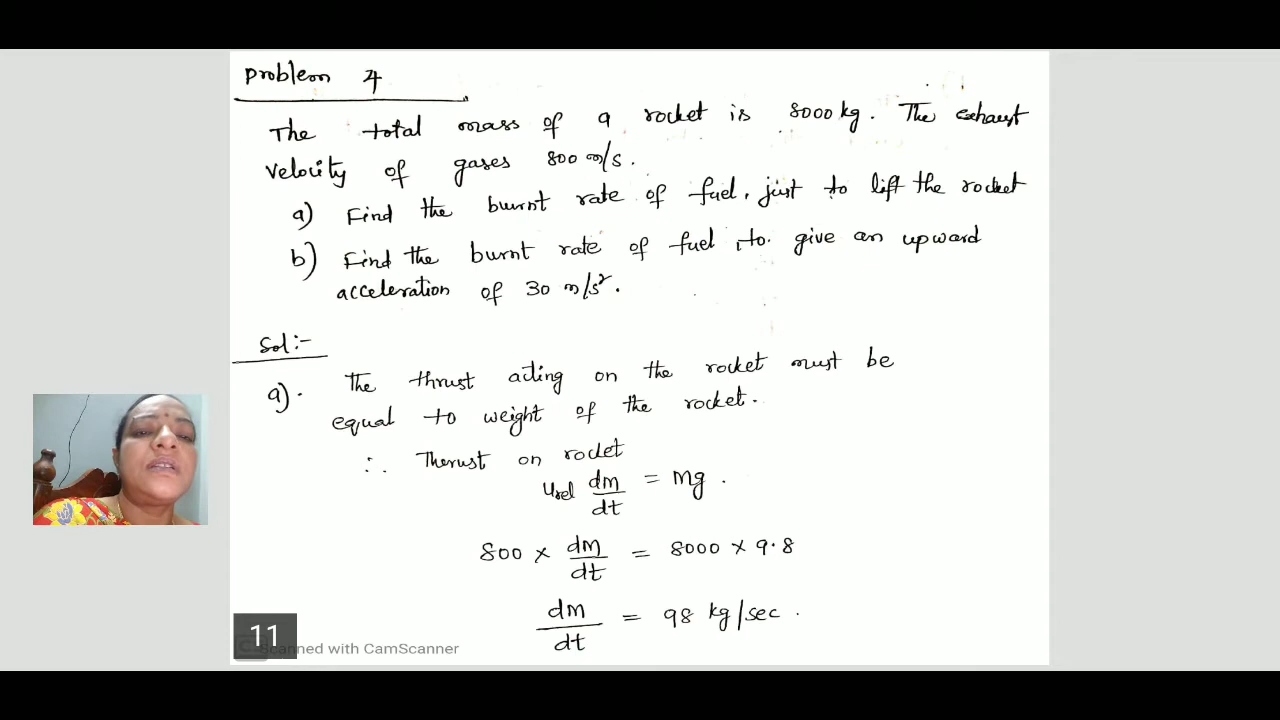 Problem 4
The total mass of a rocket is 8000 kg. The exhaust
velocity of gases 800 m/s.
a) Find the burnt rate of fuel, just to lift the rocket
b) Find the burnt rate of fuel, to give an upward
acceleration of 30 m/s².
Sol:-
a). The thrust acting on the rocket must be
equal to weight of the rocket.
∴ Therust on rocket
urel dm/dt = Mg.
800 × dM/dt = 8000 × 9.8
dM/dt = 98 kg/sec.
11
Scanned with CamScanner